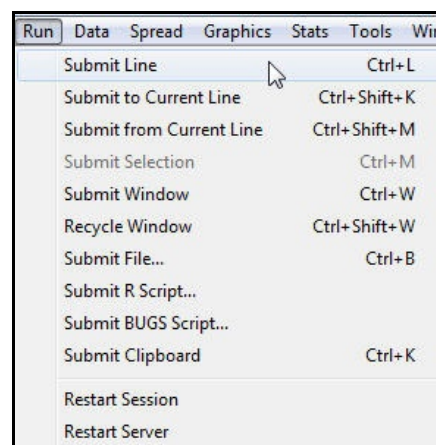 Run Data Spread Graphics Stats Tools
Submit Line Ctrl+L
Submit to Current Line Ctrl+Shift+K
Submit from Current Line Ctrl+Shift+M
Submit Selection Ctrl+M
Submit Window Ctrl+W
Recycle Window Ctrl+Shift+W
Submit File... Ctrl+B
Submit R Script...
Submit BUGS Script...
Submit Clipboard Ctrl+K
Restart Session
Restart Server